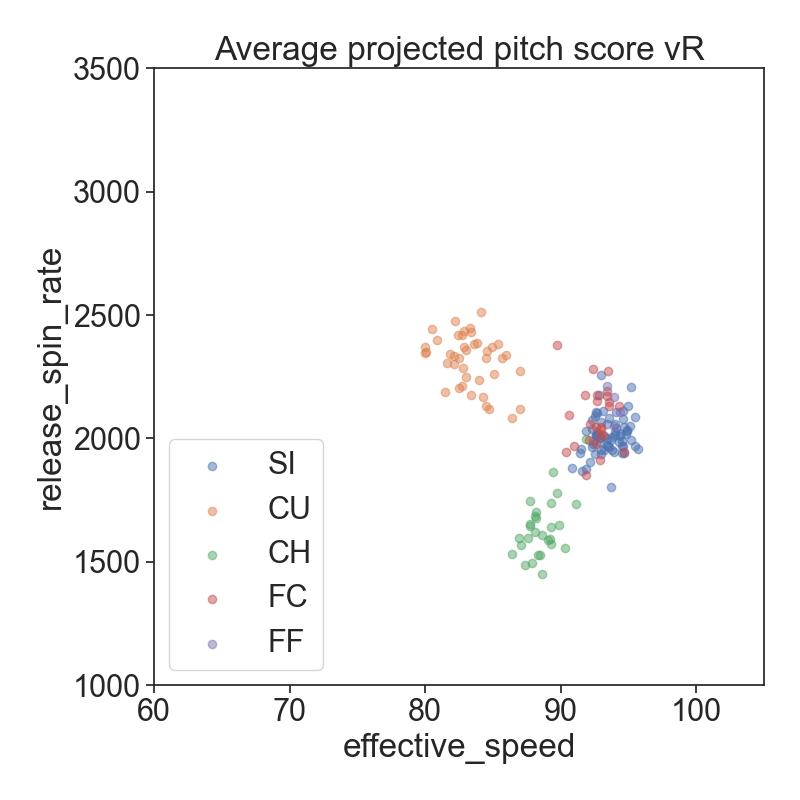 Average projected pitch score vR
3500
3000
2500
2000
1500
1000
release_spin_rate
SI
CU
CH
FC
FF
60 70 80 90 100
effective_speed